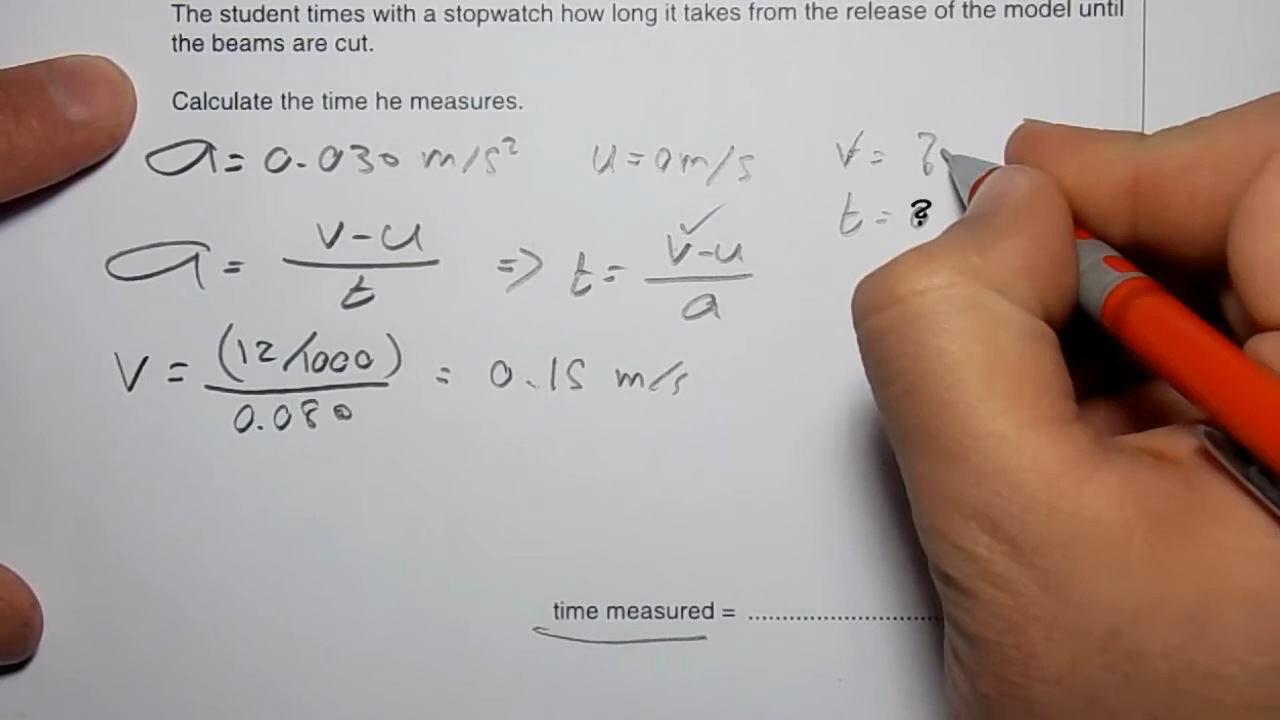 The student times with a stopwatch how long it takes from the release of the model until
the beams are cut.
Calculate the time he measures.
a = 0.030 m/s² u = 0m/s v = ?
t = ?
a = v-u / t => t = v-u / a
✓
v = (12/1000) / 0.080 = 0.15 m/s
time measured = ..............................